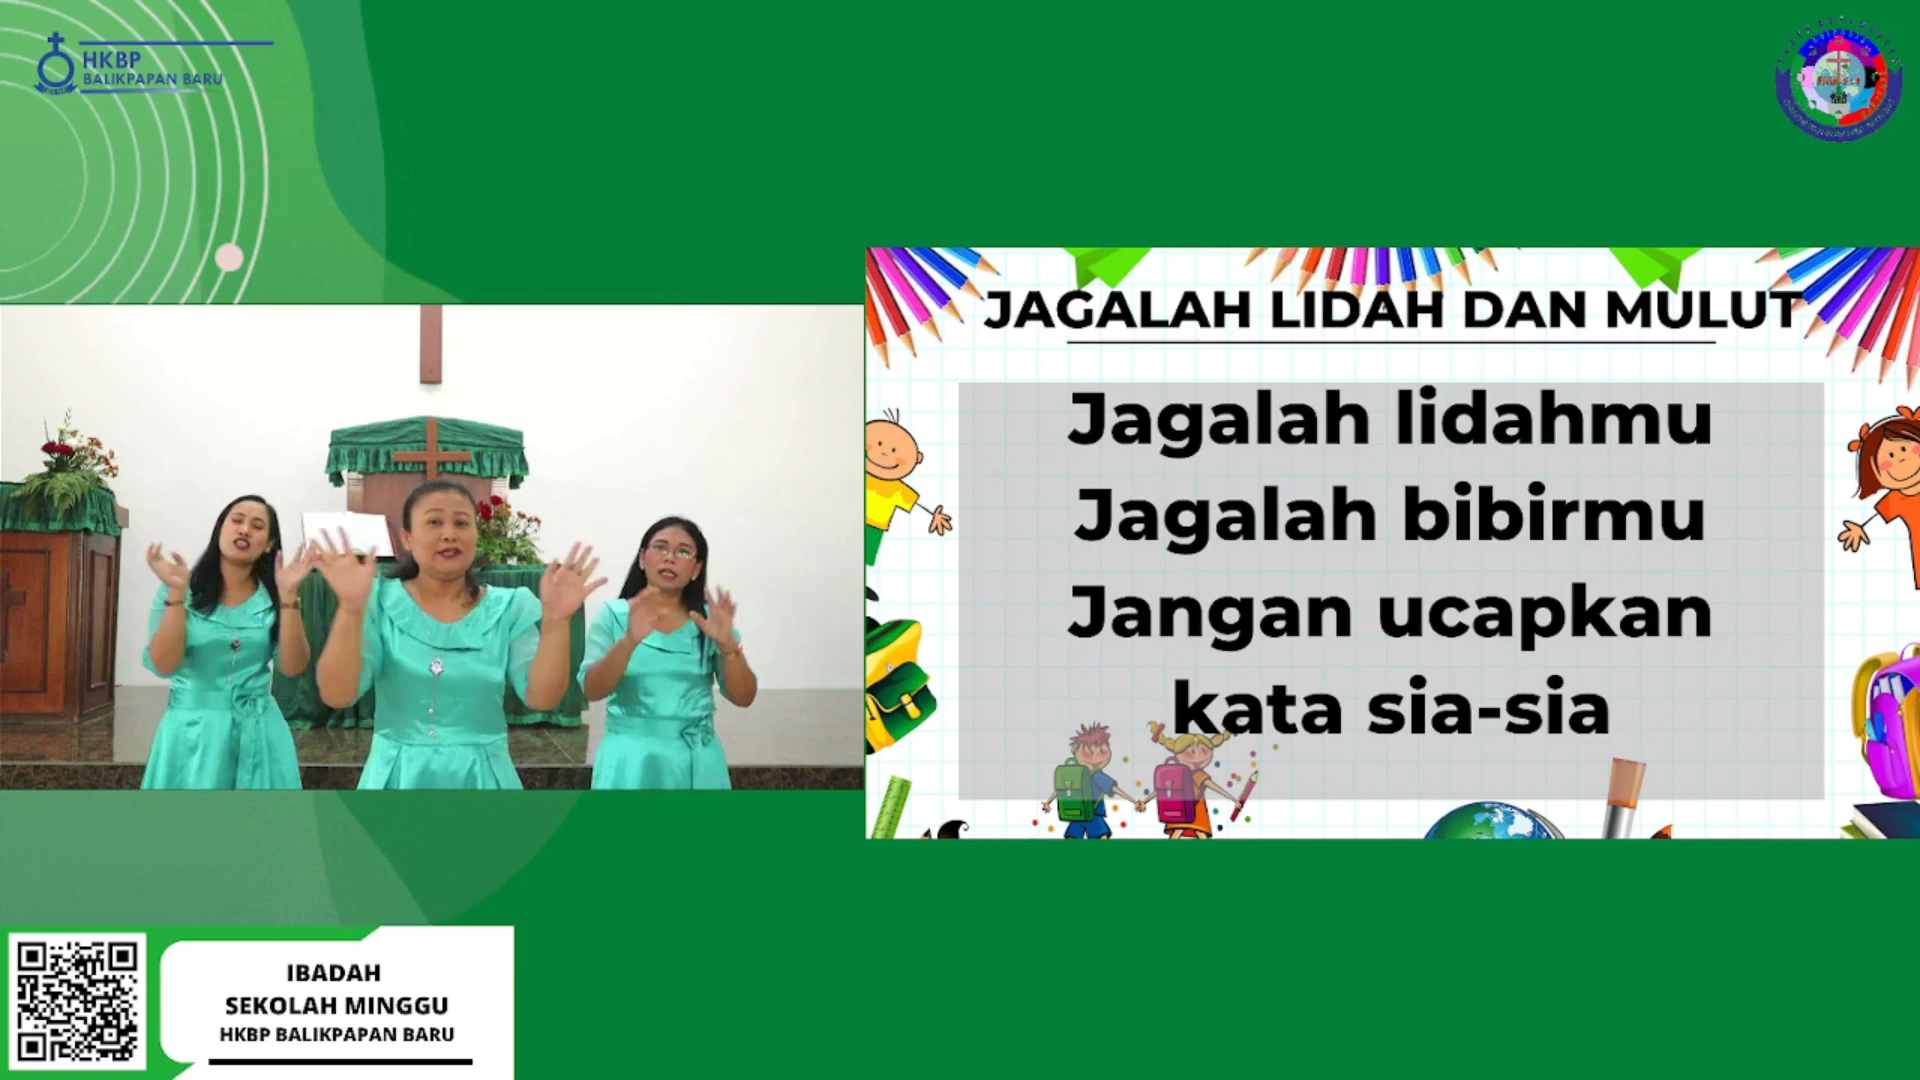 HKBP
BALIKPAPAN BARU
JAGALAH LIDAH DAN MULUT
Jagalah lidahmu
Jagalah bibirmu
Jangan ucapkan
kata sia-sia
IBADAH
SEKOLAH MINGGU
HKBP BALIKPAPAN BARU